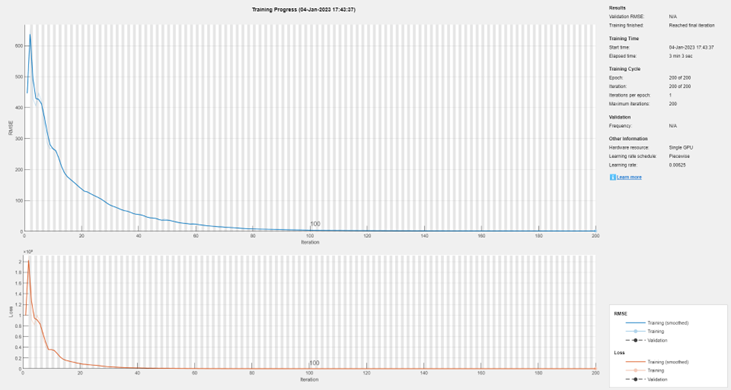 Training Progress (04-Jan-2023 17:43:37)
RMSE
600
500
400
300
200
100
0
0 20 40 60 80 100 120 140 160 180 200
100
Iteration
Loss
2
1.8
1.6
1.4
1.2
1
0.8
0.6
0.4
0.2
0
0 20 40 60 80 100 120 140 160 180 200
100
Iteration
Results
Validation RMSE: N/A
Training finished: Reached final iteration
Training Time
Start time: 04-Jan-2023 17:43:37
Elapsed time: 3 min 3 sec
Training Cycle
Epoch: 200 of 200
Iteration: 200 of 200
Iterations per epoch: 1
Maximum iterations: 200
Validation
Frequency: N/A
Other Information
Hardware resource: Single GPU
Learning rate schedule: Piecewise
Learning rate: 0.00625
Learn more
RMSE
Training (smoothed)
Training
Validation
Loss
Training (smoothed)
Training
Validation